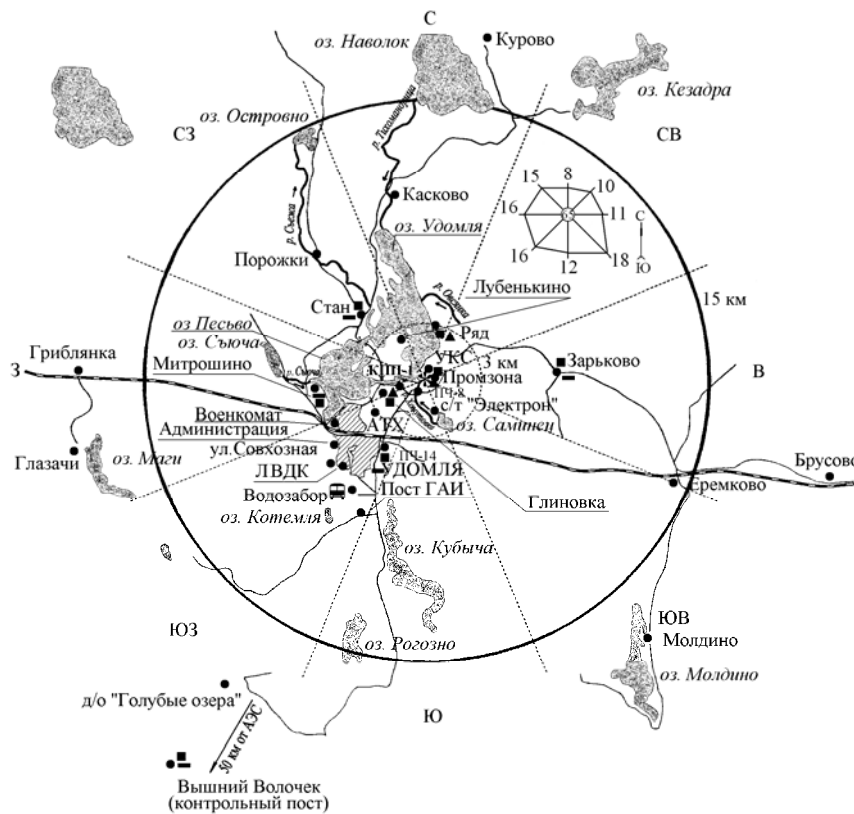 С
оз. Наволок
Курово
оз. Кезадра
оз. Островно
СЗ
р. Тихомандрица
СВ
15
8
10
16
11
С
16
12
18
Ю
Касково
р. Съежа
оз. Удомля
Порожки
Лубенькино
15 км
Стан
Ряд
оз Песьво
оз. Съюча
УКС
3 км
Зарьково
Гриблянка
З
Митрошино
р. Съюча
КПП-1
Промзона
В
ПЧ-8
с/т "Электрон"
Военкомат
Администрация
АТХ
оз. Саминец
ул.Совхозная
Глазачи
оз. Маги
ЛВДК
ПЧ-14
УДОМЛЯ
Брусово
Водозабор
Пост ГАИ
Еремково
Глиновка
оз. Котемля
оз. Кубыча
ЮЗ
ЮВ
оз. Рогозно
Молдино
оз. Молдино
д/о "Голубые озера"
Ю
50 км от АЭС
Вышний Волочек
(контрольный пост)